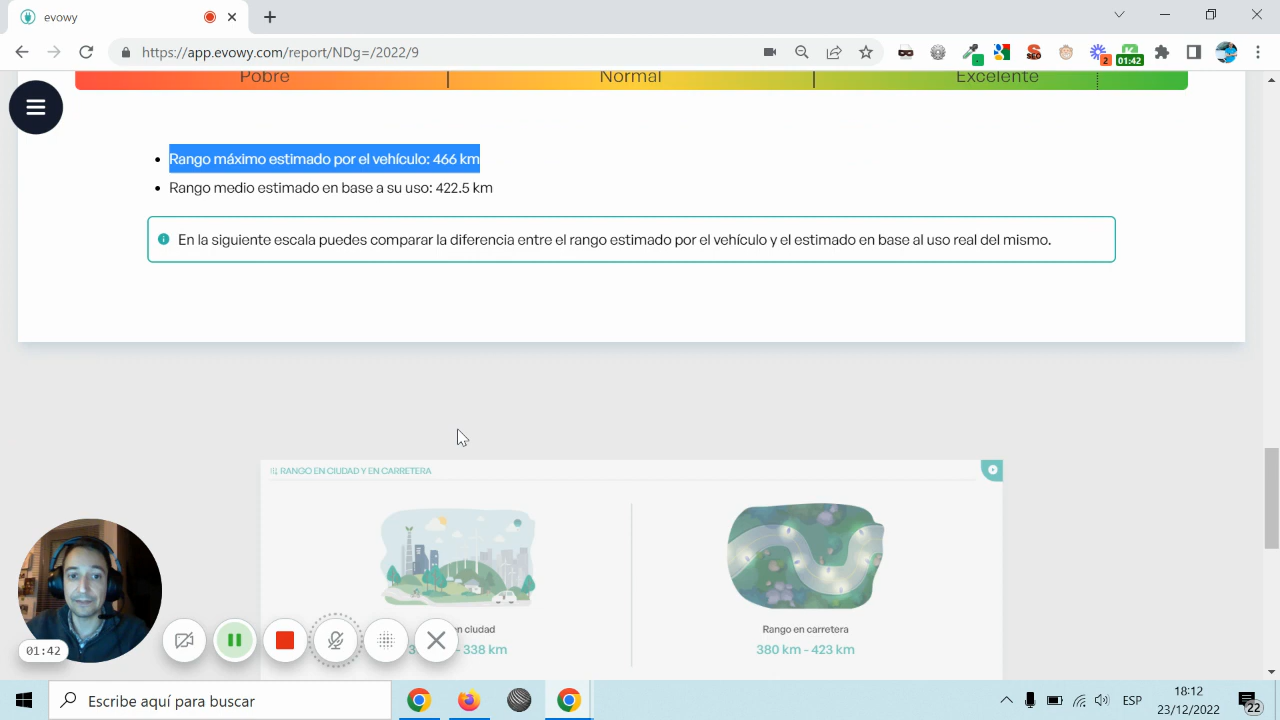 evowy
https://app.evowy.com/report/NDg=/2022/9
SEO
2
01:42
Pobre
Normal
Excelente
Rango máximo estimado por el vehículo: 466 km
Rango medio estimado en base a su uso: 422.5 km
En la siguiente escala puedes comparar la diferencia entre el rango estimado por el vehículo y el estimado en base al uso real del mismo.
RANGO EN CIUDAD Y EN CARRETERA
n ciudad
- 338 km
Rango en carretera
380 km - 423 km
01:42
Escribe aquí para buscar
ESP
18:12
23/12/2022
22